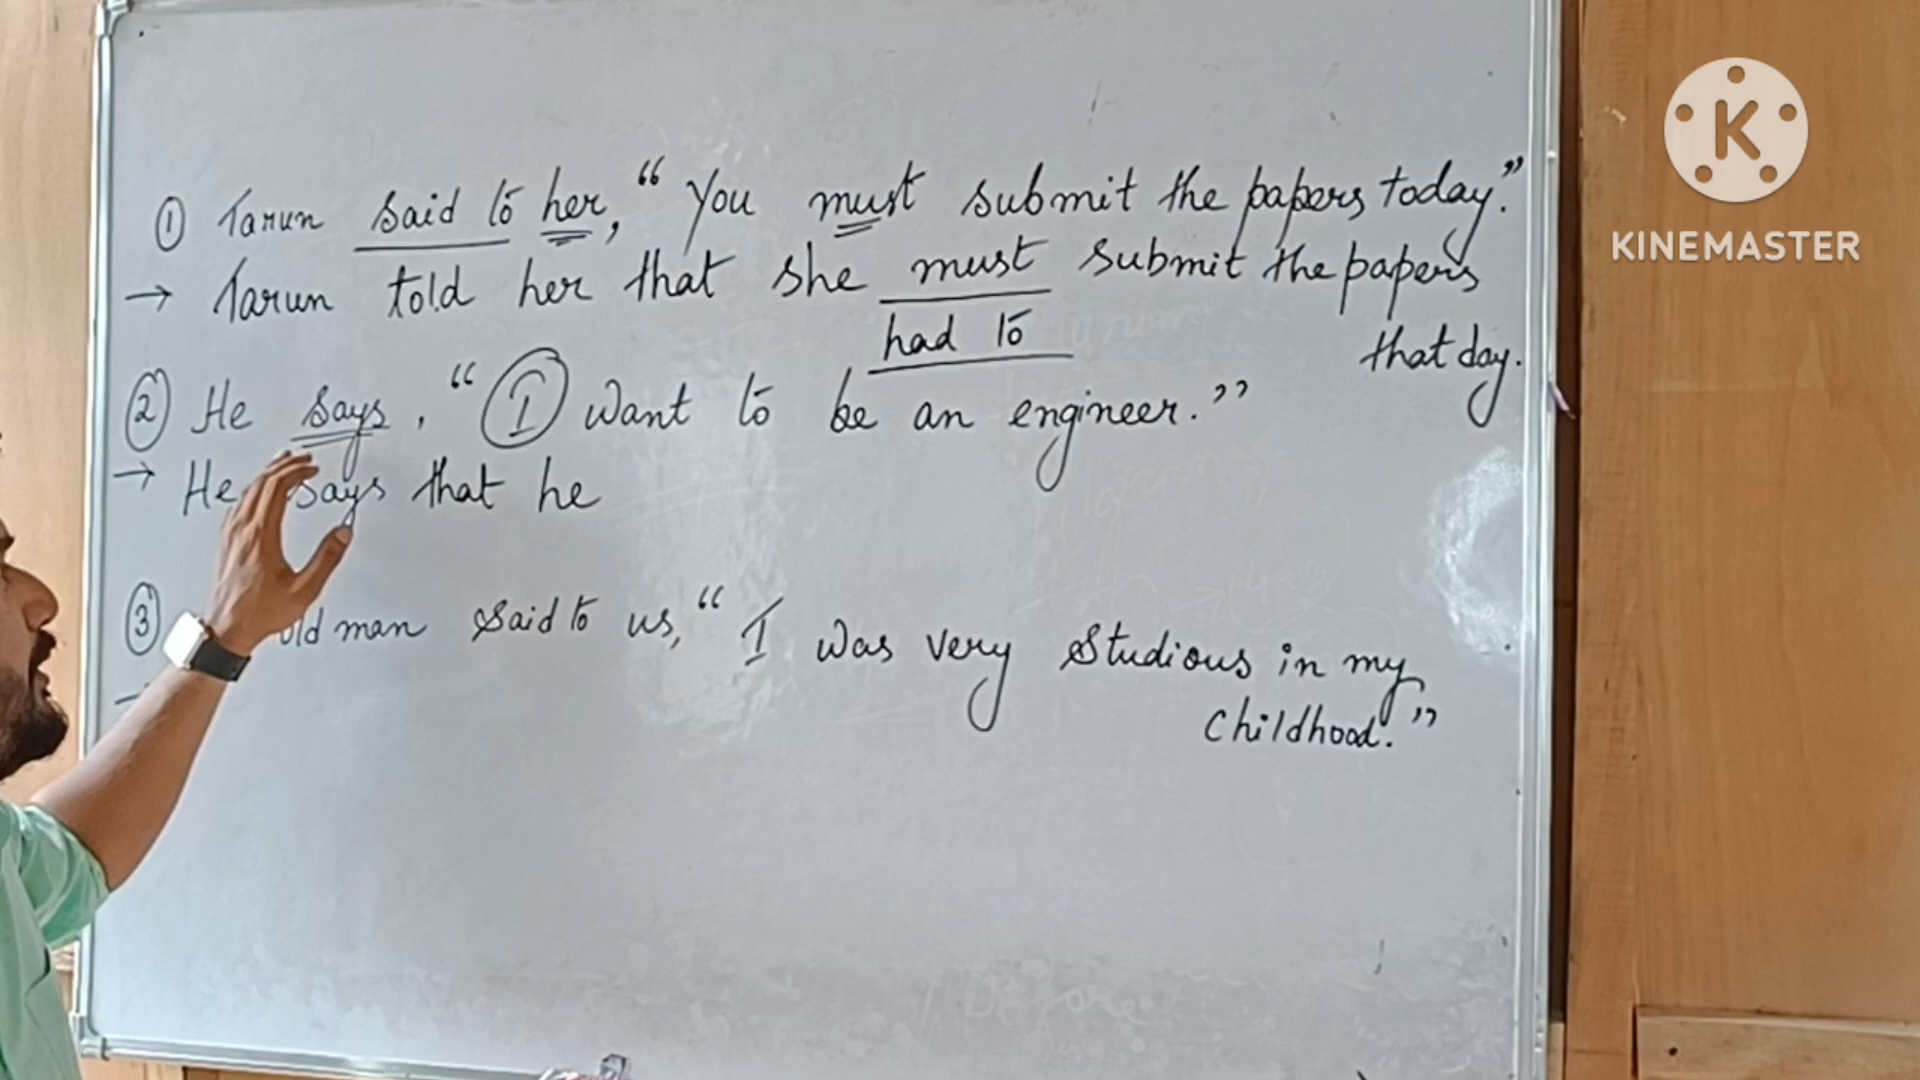 ① Tarun said to her, “You must submit the papers today.”
→ Tarun told her that she must submit the papers
had to
that day.
② He says, “I want to be an engineer.”
→ He says that he
③ old man said to us, “I was very studious in my
childhood.”
K
KINEMASTER